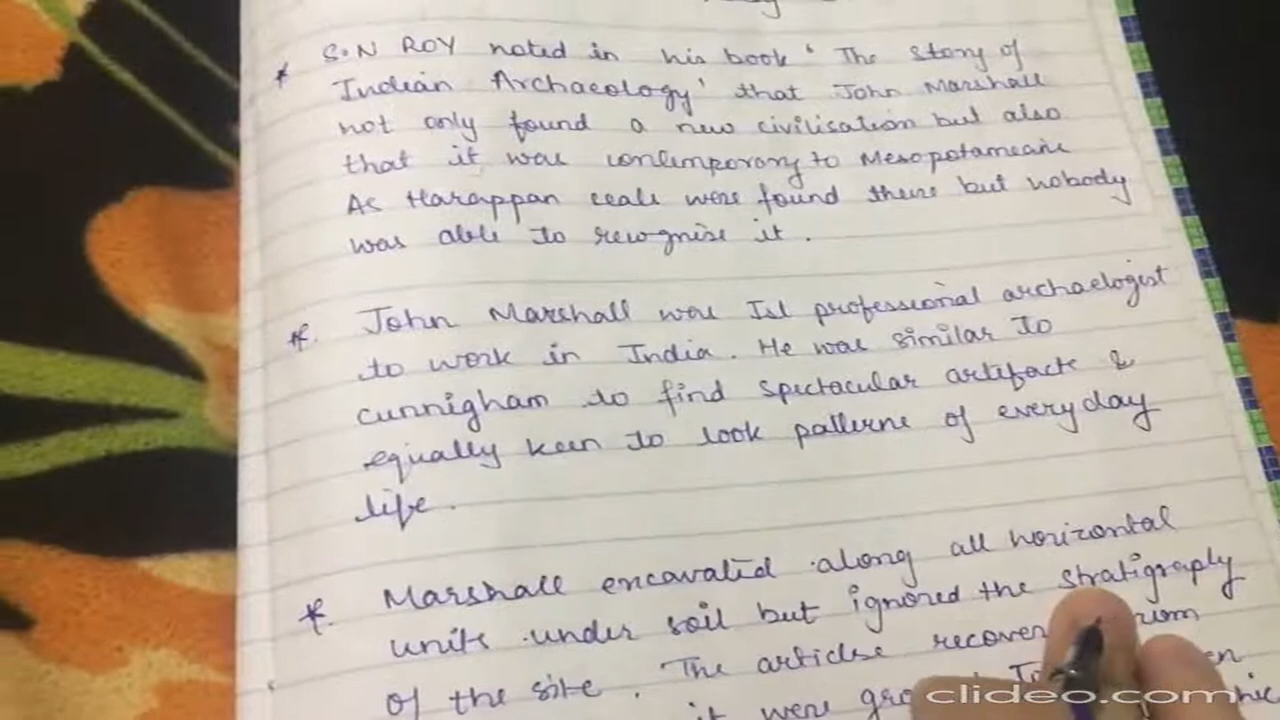 * S.N ROY noted in his book ' The story of
Indian Archaeology' that John Marshall
not only found a new civilisation but also
that it was contemporary to Mesopotamians
As Harappan seals were found there but nobody
was able to recognise it.
*. John Marshall was Ist professional archaelogist
to work in India. He was similar to
cunnigham to find spectacular artifacts &
equally keen to look patterns of everyday
life.
*. Marshall encavated along all horizontal
units under soil but ignored the stratigraphy
of the site. The articles recover
it were
clideo.com